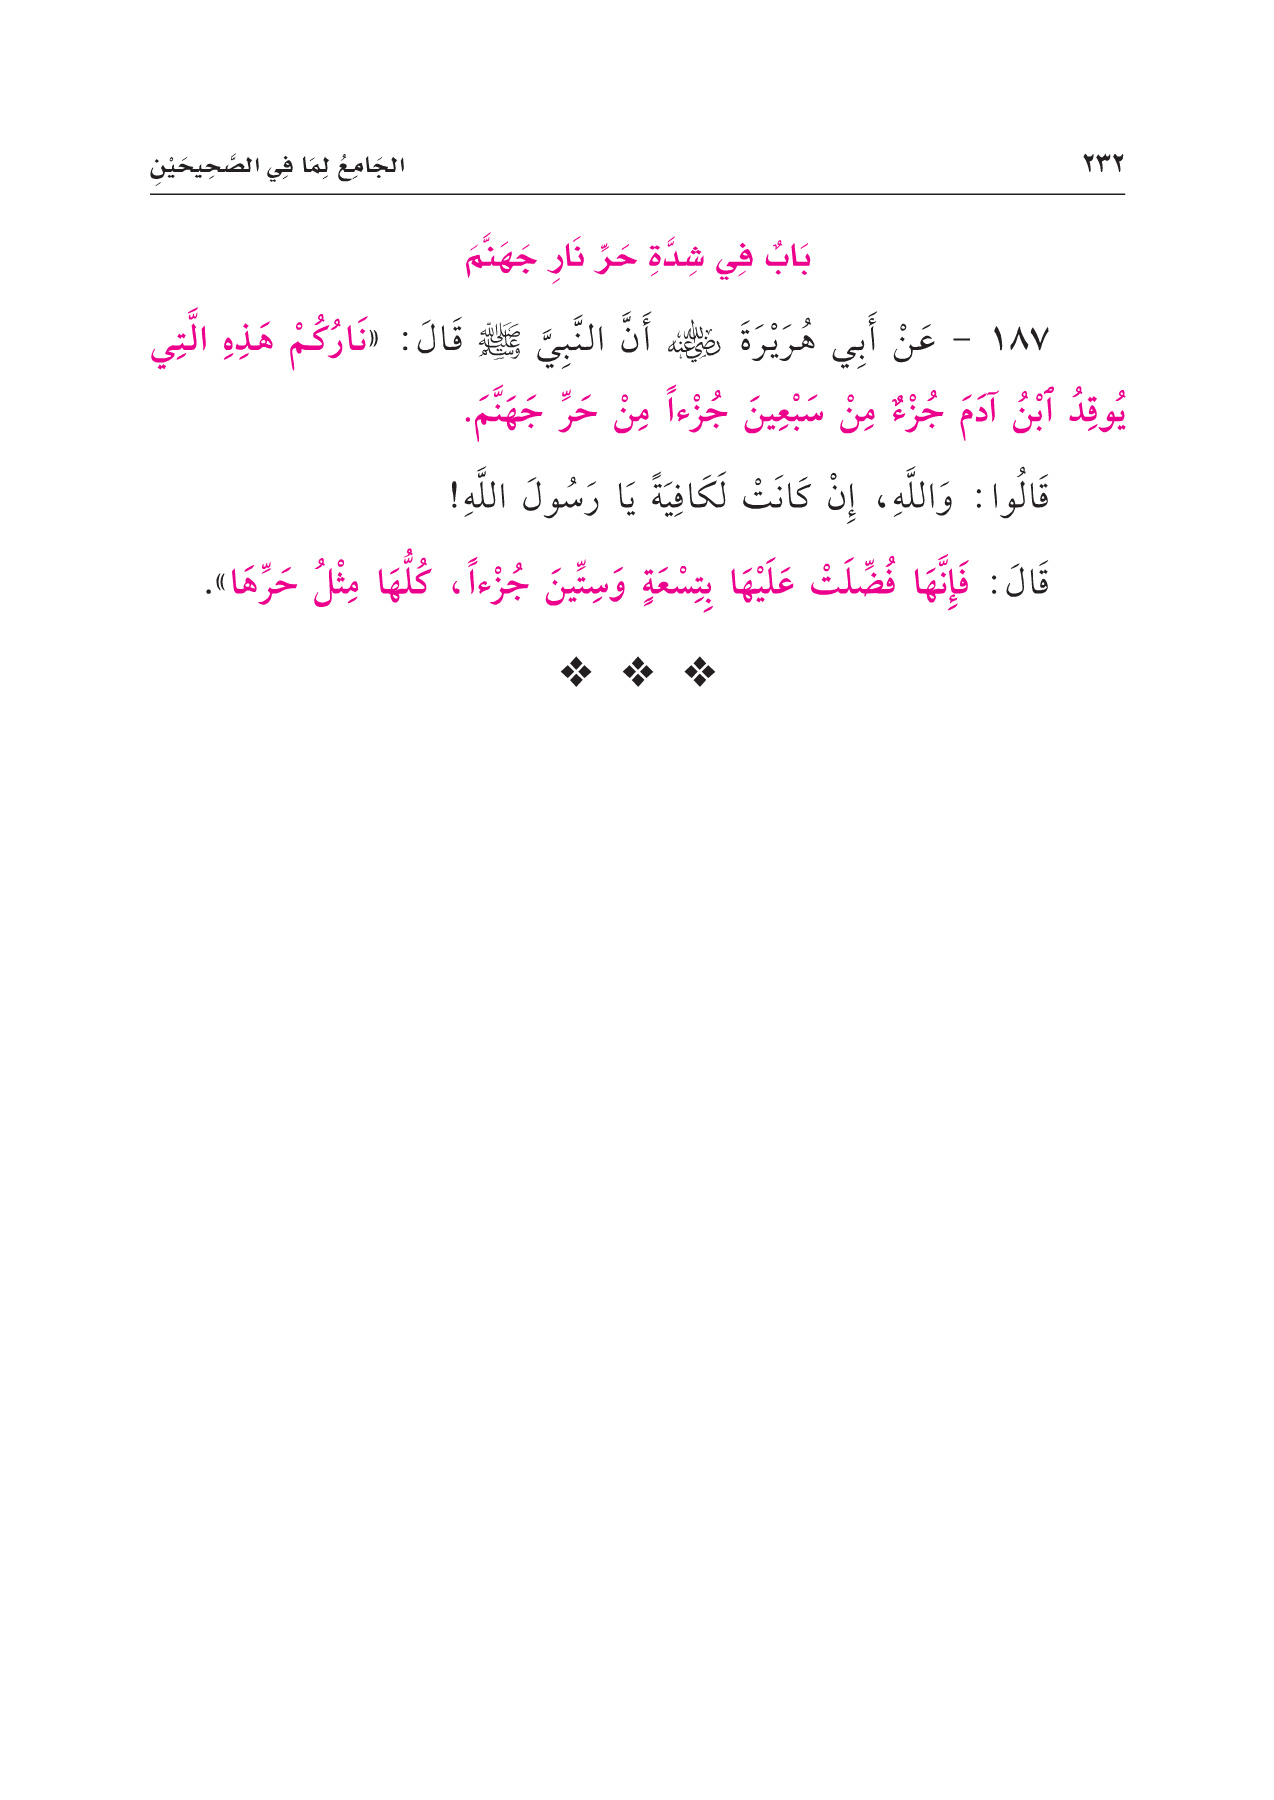 ٢٣٢ الجَامِعُ لِمَا فِي الصَّحِيحَيْنِ
بَابٌ فِي شِدَّةِ حَرِّ نَارِ جَهَنَّمَ
١٨٧ - عَنْ أَبِي هُرَيْرَةَ رضي الله عنه أَنَّ النَّبِيَّ ﷺ قَالَ: «نَارُكُمْ هَذِهِ الَّتِي
يُوقِدُ ٱبْنُ آدَمَ جُزْءٌ مِنْ سَبْعِينَ جُزْءاً مِنْ حَرِّ جَهَنَّمَ.
قَالُوا: وَاللَّهِ، إِنْ كَانَتْ لَكَافِيَةً يَا رَسُولَ اللَّهِ!
قَالَ: فَإِنَّهَا فُضِّلَتْ عَلَيْهَا بِتِسْعَةٍ وَسِتِّينَ جُزْءاً، كُلُّهَا مِثْلُ حَرِّهَا».